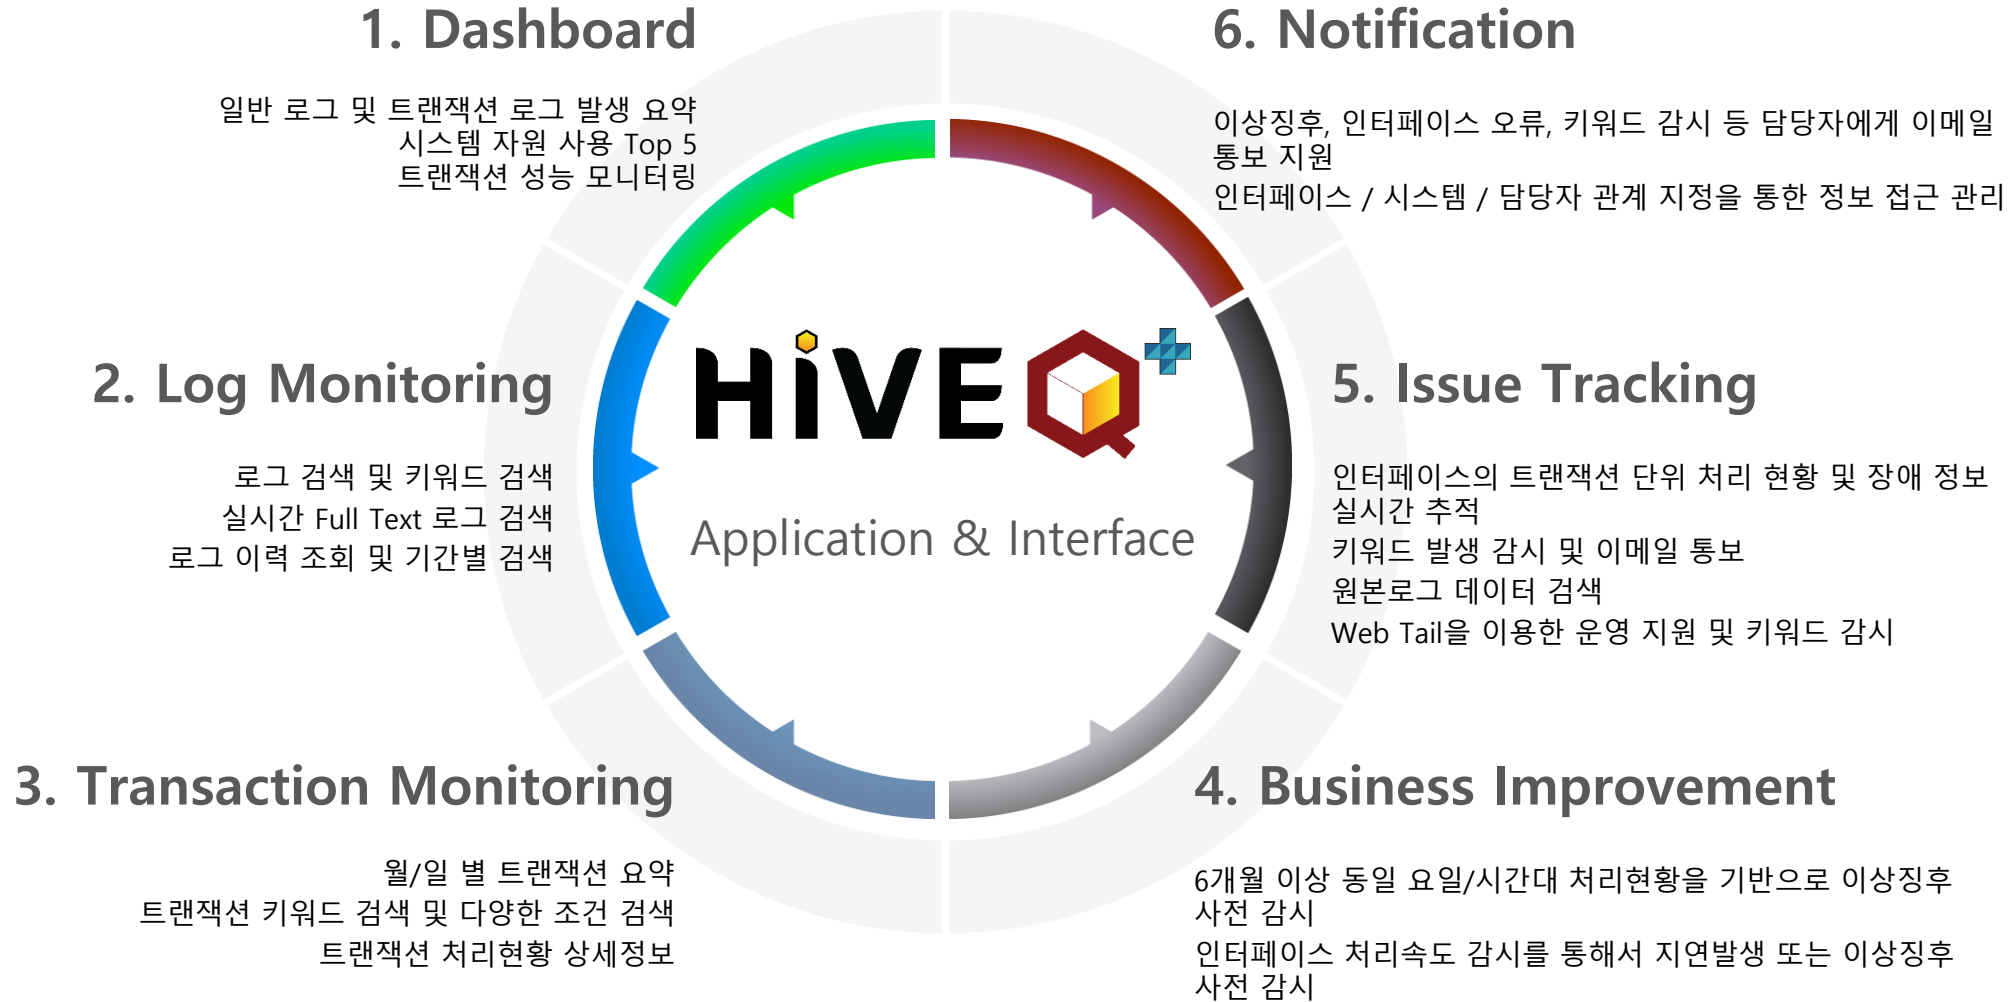 1. Dashboard
일반 로그 및 트랜잭션 로그 발생 요약
시스템 자원 사용 Top 5
트랜잭션 성능 모니터링
2. Log Monitoring
로그 검색 및 키워드 검색
실시간 Full Text 로그 검색
로그 이력 조회 및 기간별 검색
3. Transaction Monitoring
월/일 별 트랜잭션 요약
트랜잭션 키워드 검색 및 다양한 조건 검색
트랜잭션 처리현황 상세정보
HiVEQ+
Application & Interface
4. Business Improvement
6개월 이상 동일 요일/시간대 처리현황을 기반으로 이상징후
사전 감시
인터페이스 처리속도 감시를 통해서 지연발생 또는 이상징후
사전 감시
5. Issue Tracking
인터페이스의 트랜잭션 단위 처리 현황 및 장애 정보
실시간 추적
키워드 발생 감시 및 이메일 통보
원본로그 데이터 검색
Web Tail을 이용한 운영 지원 및 키워드 감시
6. Notification
이상징후, 인터페이스 오류, 키워드 감시 등 담당자에게 이메일
통보 지원
인터페이스 / 시스템 / 담당자 관계 지정을 통한 정보 접근 관리